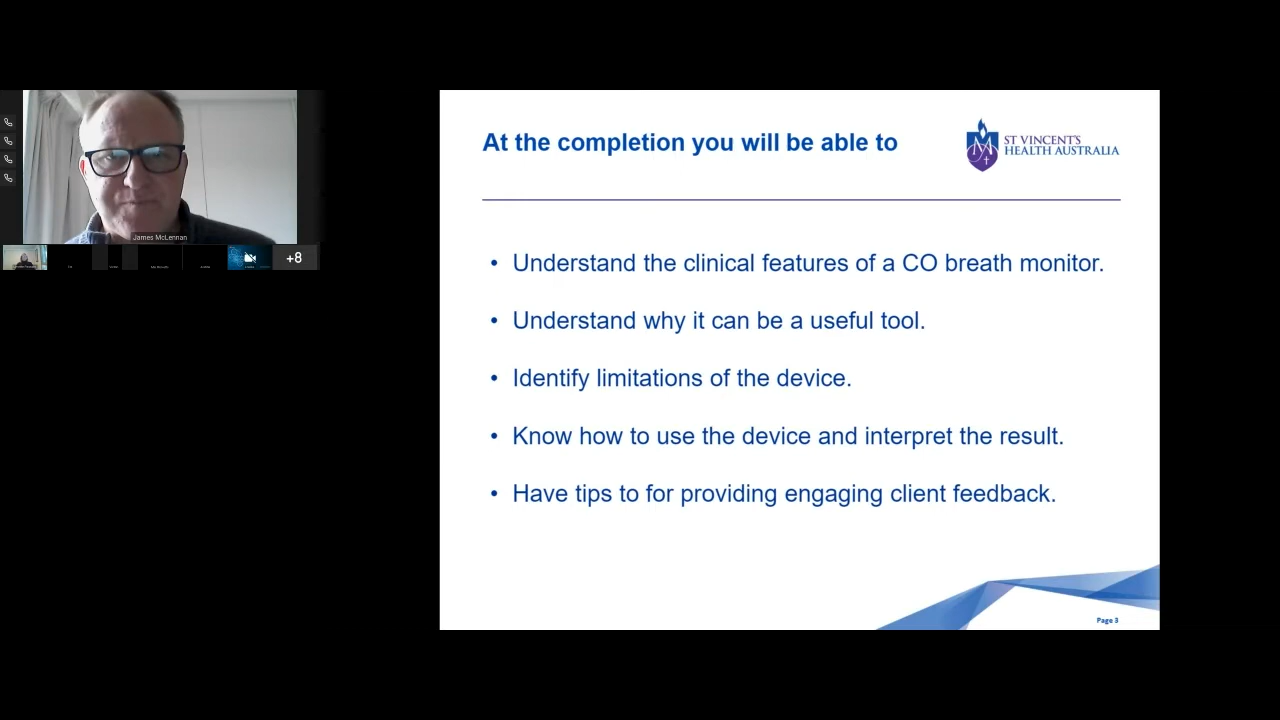 James McLennan
+8
At the completion you will be able to
ST VINCENT'S
HEALTH AUSTRALIA
• Understand the clinical features of a CO breath monitor.
• Understand why it can be a useful tool.
• Identify limitations of the device.
• Know how to use the device and interpret the result.
• Have tips to for providing engaging client feedback.
Page 3